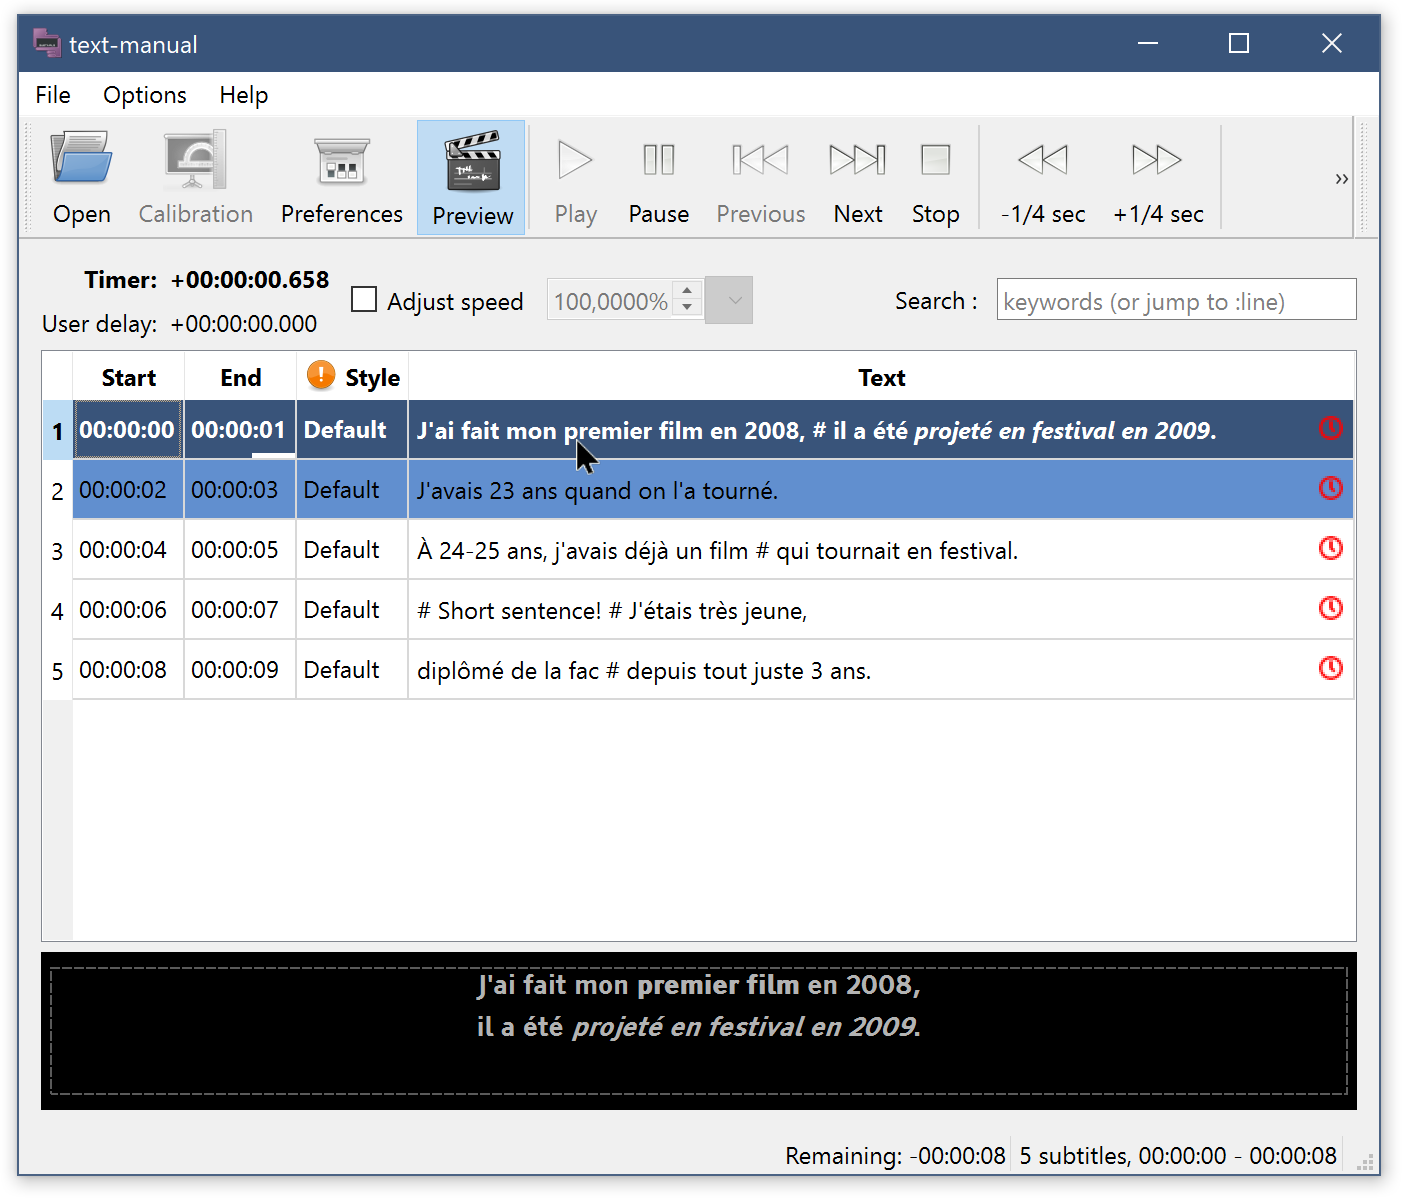 text-manual
File Options Help
Open Calibration Preferences Preview Play Pause Previous Next Stop -1/4 sec +1/4 sec »
Timer: +00:00:00.658
User delay: +00:00:00.000
Adjust speed 100,0000% Search : keywords (or jump to :line)
Start End ! Style Text
1 00:00:00 00:00:01 Default J'ai fait mon premier film en 2008, # il a été projeté en festival en 2009.
2 00:00:02 00:00:03 Default J'avais 23 ans quand on l'a tourné.
3 00:00:04 00:00:05 Default À 24-25 ans, j'avais déjà un film # qui tournait en festival.
4 00:00:06 00:00:07 Default # Short sentence! # J'étais très jeune,
5 00:00:08 00:00:09 Default diplômé de la fac # depuis tout juste 3 ans.
J'ai fait mon premier film en 2008,
il a été projeté en festival en 2009.
Remaining: -00:00:08 5 subtitles, 00:00:00 - 00:00:08